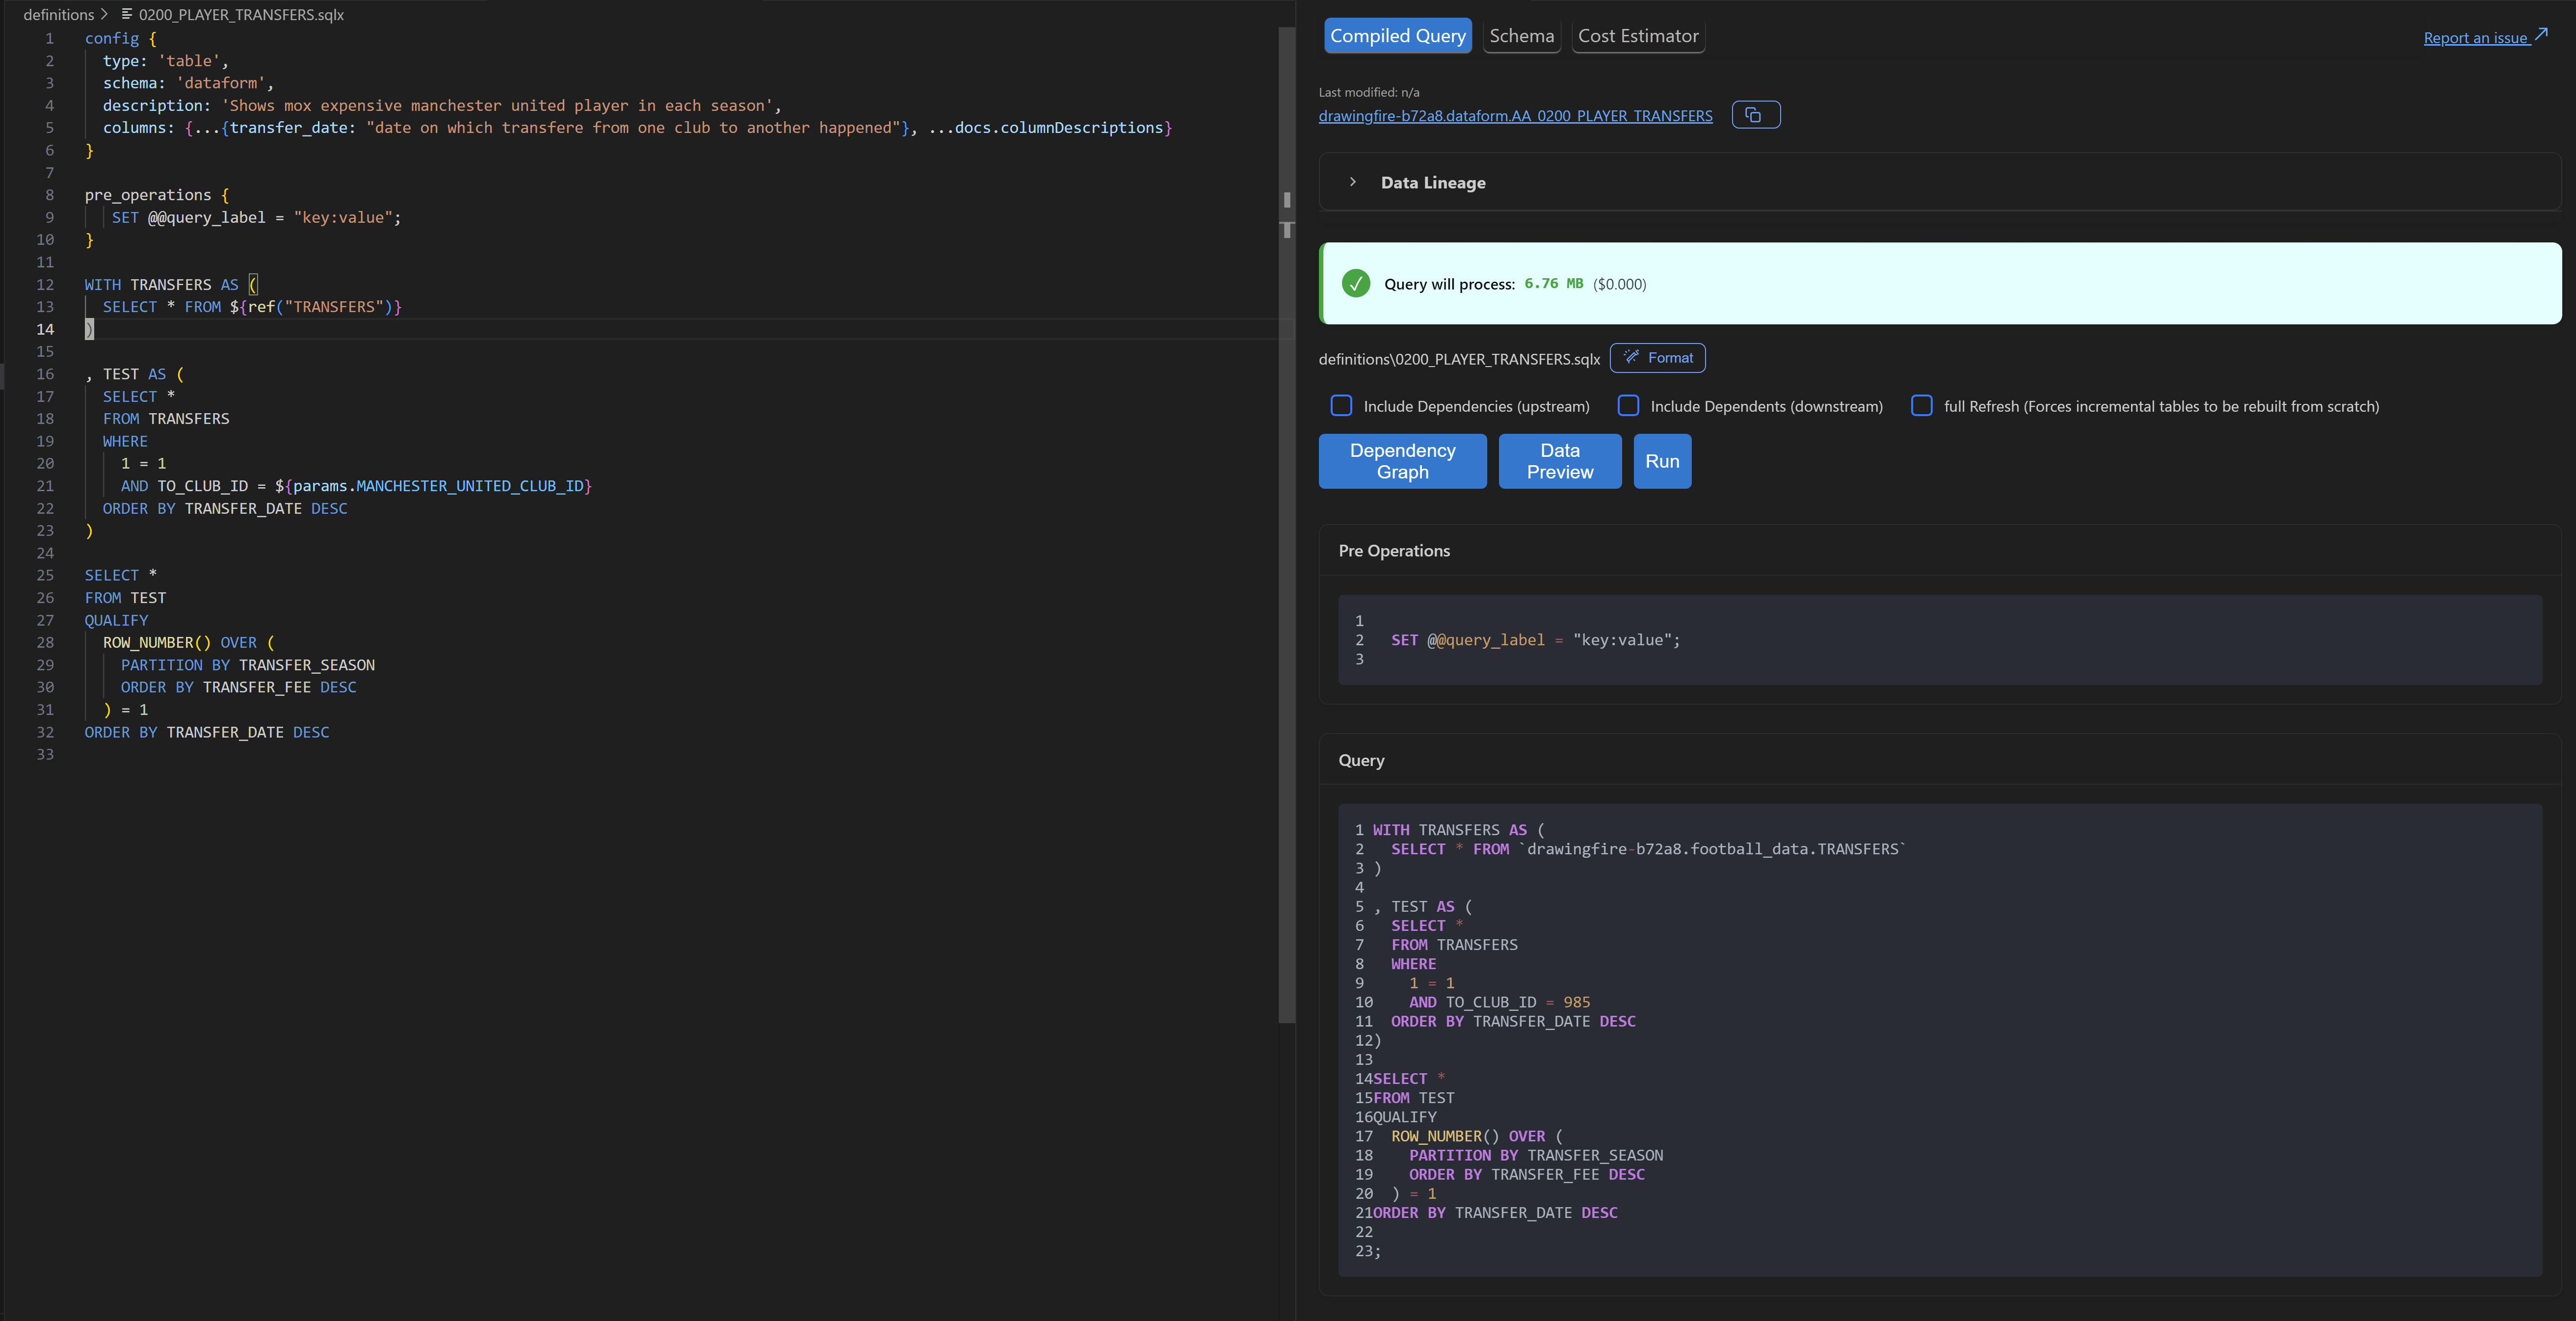 definitions > 0200_PLAYER_TRANSFERS.sqlx
1 config {
2   type: 'table',
3   schema: 'dataform',
4   description: 'Shows mox expensive manchester united player in each season',
5   columns: {...{transfer_date: "date on which transfere from one club to another happened"}, ...docs.columnDescriptions}
6 }
7
8 pre_operations {
9    SET @@query_label = "key:value";
10 }
11
12 WITH TRANSFERS AS (
13   SELECT * FROM ${ref("TRANSFERS")}
14 )
15
16 , TEST AS (
17   SELECT *
18   FROM TRANSFERS
19   WHERE
20     1 = 1
21     AND TO_CLUB_ID = ${params.MANCHESTER_UNITED_CLUB_ID}
22   ORDER BY TRANSFER_DATE DESC
23 )
24
25 SELECT *
26 FROM TEST
27 QUALIFY
28   ROW_NUMBER() OVER (
29     PARTITION BY TRANSFER_SEASON
30     ORDER BY TRANSFER_FEE DESC
31   ) = 1
32 ORDER BY TRANSFER_DATE DESC
33
Compiled Query Schema Cost Estimator
Report an issue
Last modified: n/a
drawingfire-b72a8.dataform.AA_0200_PLAYER_TRANSFERS
Data Lineage
Query will process: 6.76 MB ($0.000)
definitions\0200_PLAYER_TRANSFERS.sqlx Format
Include Dependencies (upstream) Include Dependents (downstream) full Refresh (Forces incremental tables to be rebuilt from scratch)
Dependency Graph
Data Preview
Run
Pre Operations
1
2   SET @@query_label = "key:value";
3
Query
1 WITH TRANSFERS AS (
2   SELECT * FROM `drawingfire-b72a8.football_data.TRANSFERS`
3 )
4
5 , TEST AS (
6   SELECT *
7   FROM TRANSFERS
8   WHERE
9     1 = 1
10     AND TO_CLUB_ID = 985
11   ORDER BY TRANSFER_DATE DESC
12)
13
14SELECT *
15FROM TEST
16QUALIFY
17   ROW_NUMBER() OVER (
18     PARTITION BY TRANSFER_SEASON
19     ORDER BY TRANSFER_FEE DESC
20   ) = 1
21ORDER BY TRANSFER_DATE DESC
22
23;